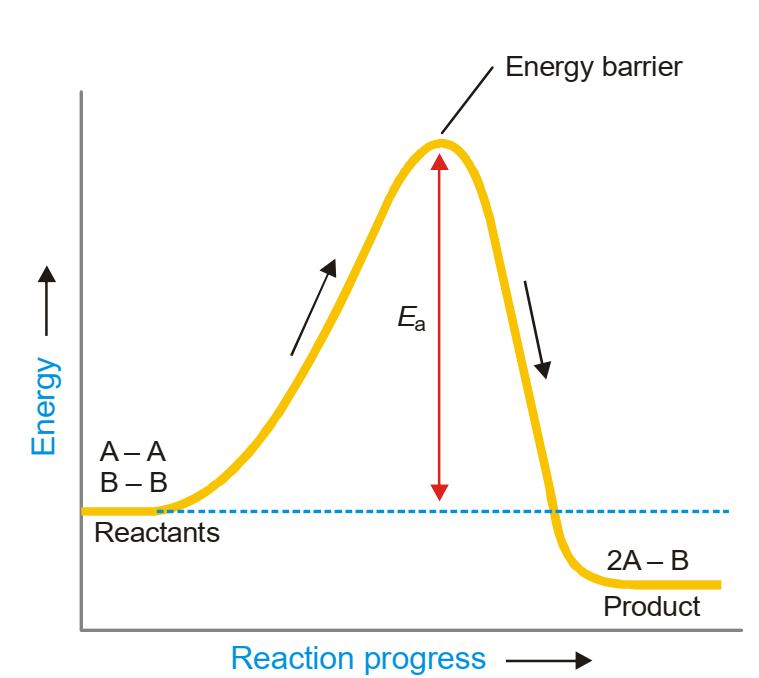 Energy barrier
Eₐ
Energy
A – A
B – B
Reactants
2A – B
Product
Reaction progress